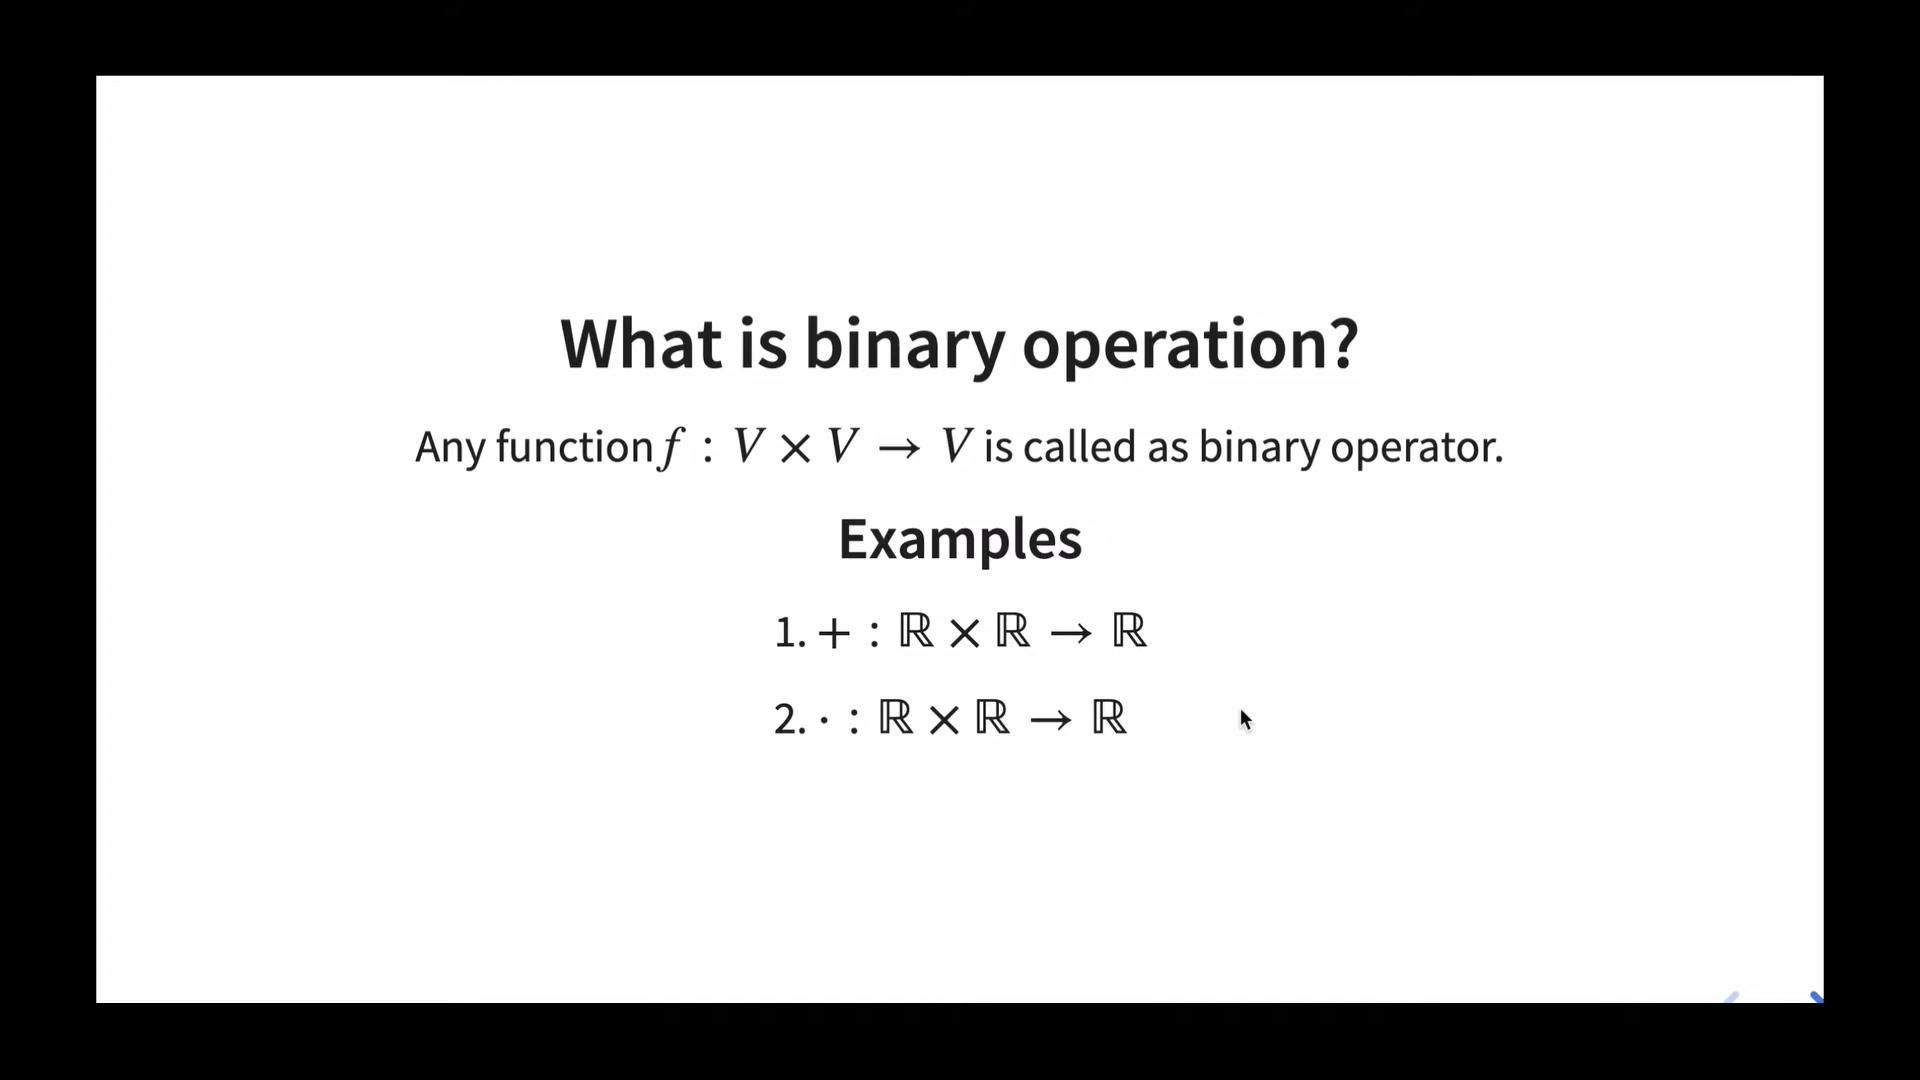 What is binary operation?
Any function f : V × V → V is called as binary operator.
Examples
1. + : ℝ × ℝ → ℝ
2. · : ℝ × ℝ → ℝ